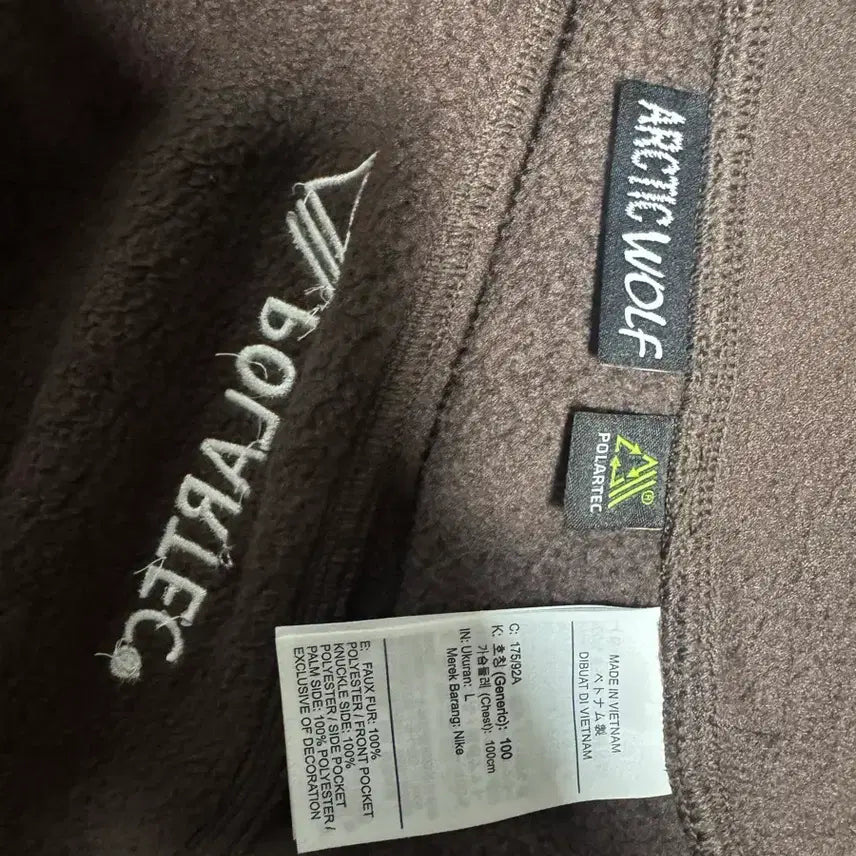 ARCTIC WOLF
POLARTEC®
POLARTEC
MADE IN VIETNAM
ベトナム製
DIBUAT DI VIETNAM
C: 175/92A
K: 호칭 (Generic): 100
가슴둘레 (Chest): 100cm
IN: Ukuran: L
Merek Barang: Nike
E: FAUX FUR: 100%
POLYESTER / FRONT POCKET
KNUCKLE SIDE: 100%
POLYESTER / SIDE POCKET
PALM SIDE: 100% POLYESTER /
EXCLUSIVE OF DECORATION